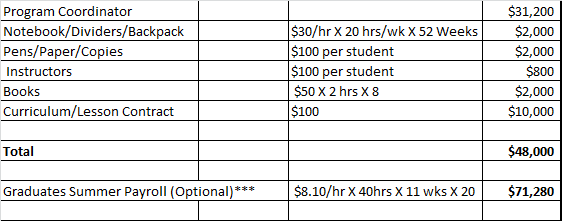 Program Coordinator $31,200
Notebook/Dividers/Backpack $30/hr X 20 hrs/wk X 52 Weeks $2,000
Pens/Paper/Copies $100 per student $2,000
Instructors $100 per student $800
Books $50 X 2 hrs X 8 $2,000
Curriculum/Lesson Contract $100 $10,000
Total $48,000
Graduates Summer Payroll (Optional)*** $8.10/hr X 40hrs X 11 wks X 20 $71,280